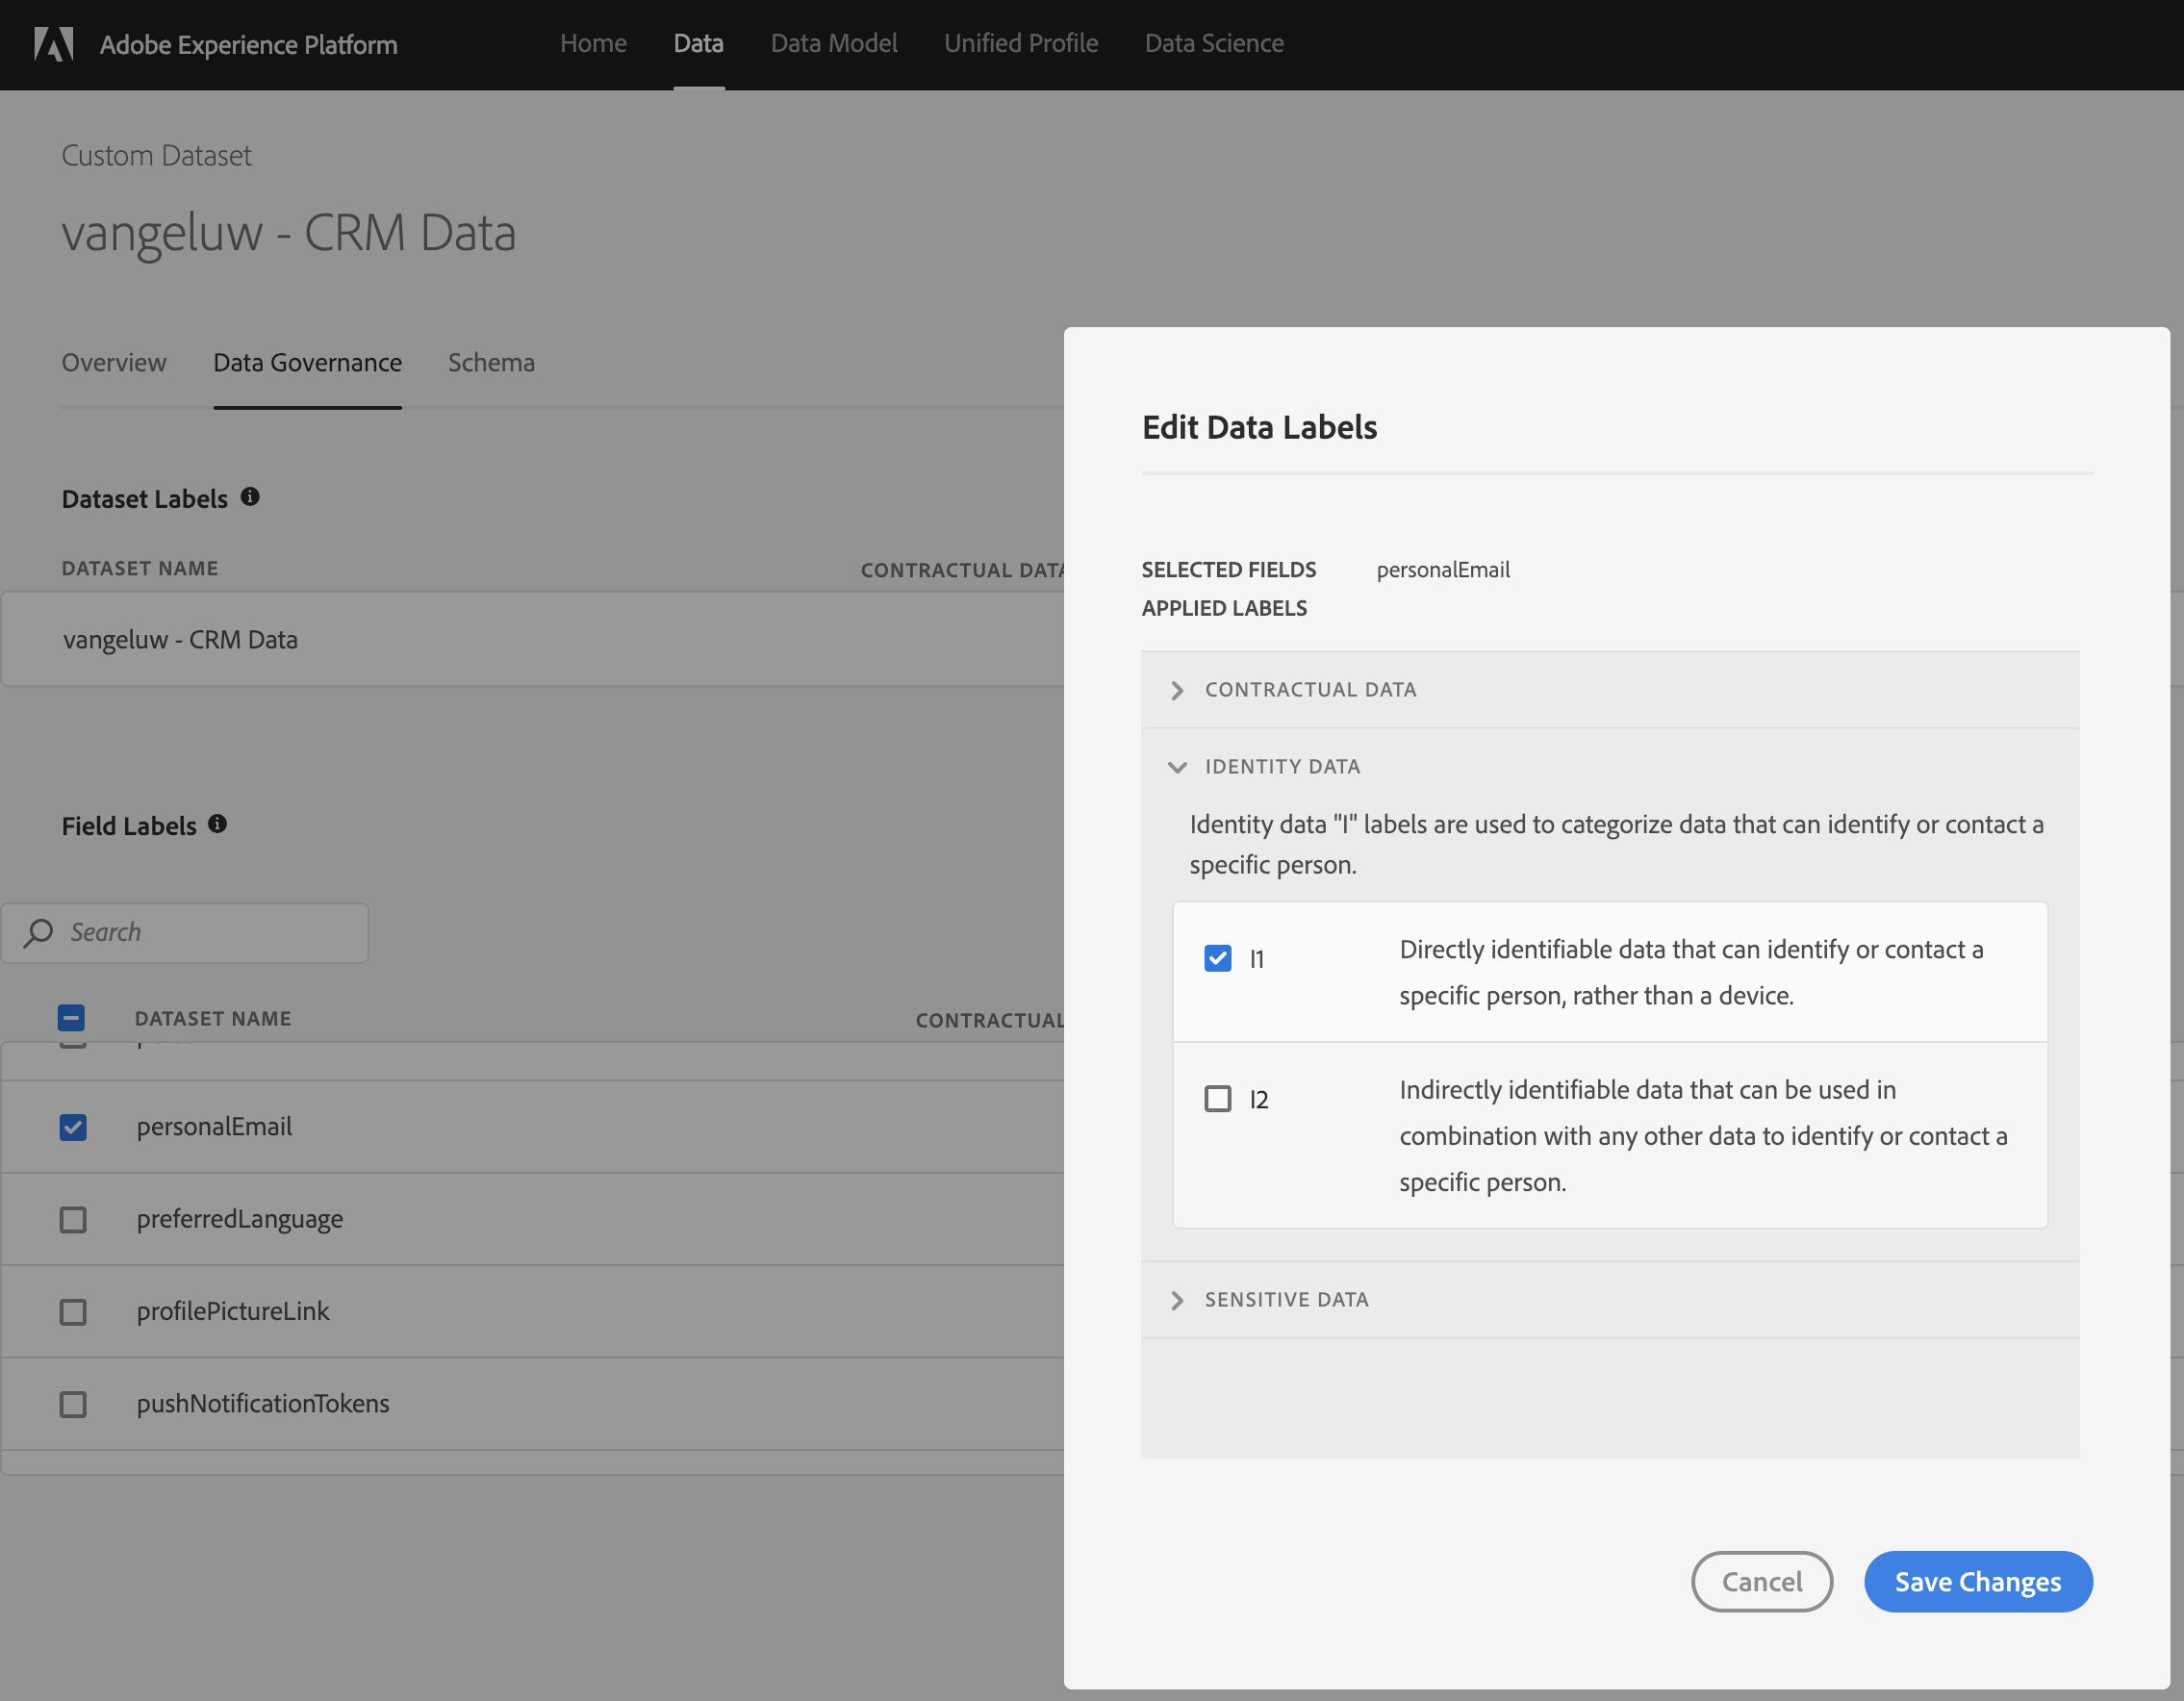 Adobe Experience Platform
Home
Data
Data Model
Unified Profile
Data Science
Custom Dataset
vangeluw - CRM Data
Overview
Data Governance
Schema
Dataset Labels
DATASET NAME
CONTRACTUAL DATA
vangeluw - CRM Data
Field Labels
Search
DATASET NAME
CONTRACTUAL
personalEmail
preferredLanguage
profilePictureLink
pushNotificationTokens
Edit Data Labels
SELECTED FIELDS personalEmail
APPLIED LABELS
CONTRACTUAL DATA
IDENTITY DATA
Identity data "I" labels are used to categorize data that can identify or contact a
specific person.
I1
Directly identifiable data that can identify or contact a
specific person, rather than a device.
I2
Indirectly identifiable data that can be used in
combination with any other data to identify or contact a
specific person.
SENSITIVE DATA
Cancel
Save Changes